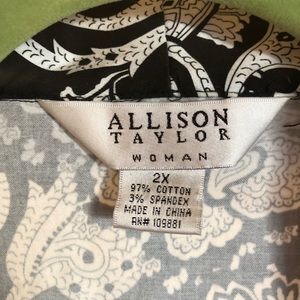 ALLISON
TAYLOR
WOMAN
2X
97% COTTON
3% SPANDEX
MADE IN CHINA
RN# 109881